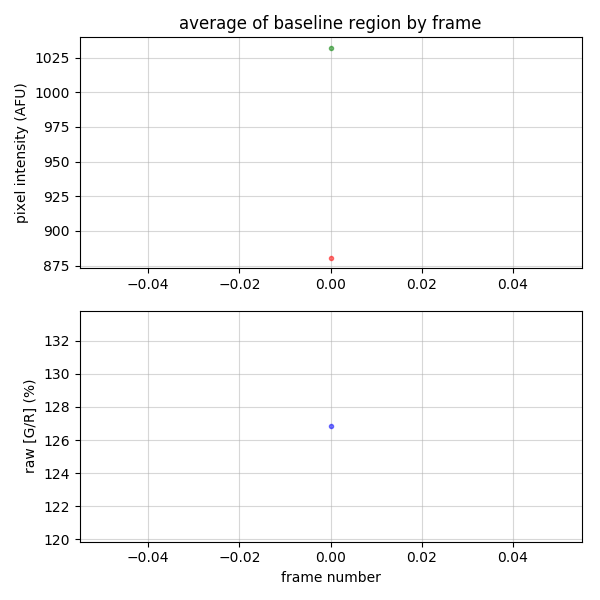 average of baseline region by frame
pixel intensity (AFU)
1025
1000
975
950
925
900
875
−0.04 −0.02 0.00 0.02 0.04
raw [G/R] (%)
132
130
128
126
124
122
120
−0.04 −0.02 0.00 0.02 0.04
frame number